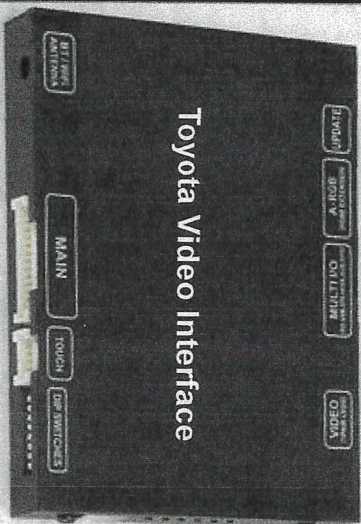 UPDATE
A-RGB
MULTI I/O
VIDEO
Toyota Video Interface
BT / WIFI
ANTENNA
MAIN
TOUCH
DIP SWITCHES